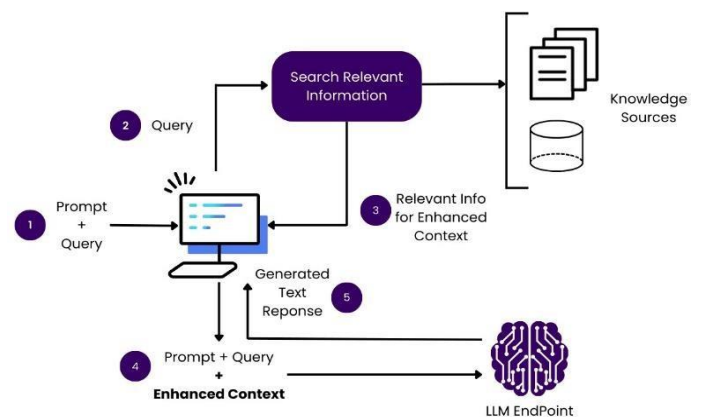 Search Relevant
Information
Knowledge
Sources
2 Query
1
Prompt
+
Query
3
Relevant Info
for Enhanced
Context
Generated
Text
Reponse
5
4
Prompt + Query
+
Enhanced Context
LLM EndPoint